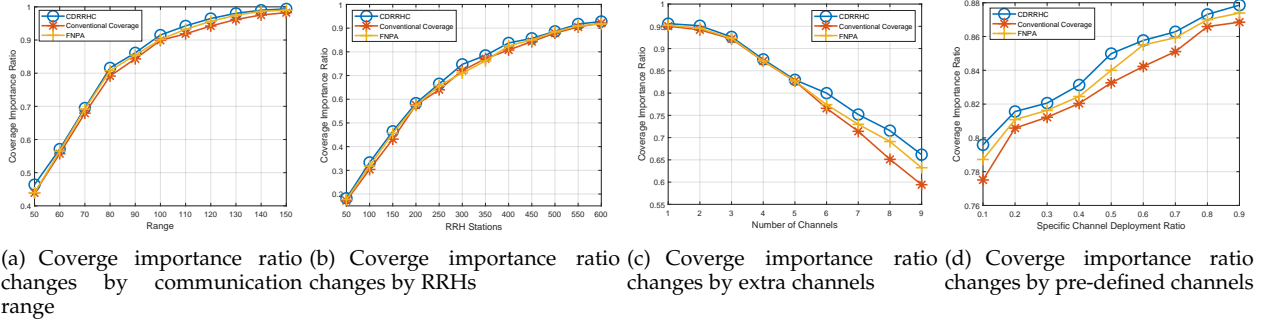 CDRRHC
Conventional Coverage
FNPA
Coverage Importance Ratio
1
0.9
0.8
0.7
0.6
0.5
0.4
50 60 70 80 90 100 110 120 130 140 150
Range
CDRRHC
Conventional Coverage
FNPA
Coverage Importance Ratio
1
0.9
0.8
0.7
0.6
0.5
0.4
0.3
0.2
50 100 150 200 250 300 350 400 450 500 550 600
RRH Stations
CDRRHC
Conventional Coverage
FNPA
Coverage Importance Ratio
1
0.95
0.9
0.85
0.8
0.75
0.7
0.65
0.6
0.55
1 2 3 4 5 6 7 8 9
Number of Channels
CDRRHC
Conventional Coverage
FNPA
Coverage Importance Ratio
0.88
0.86
0.84
0.82
0.8
0.78
0.76
0.1 0.2 0.3 0.4 0.5 0.6 0.7 0.8 0.9
Specific Channel Deployment Ratio
(a) Coverge importance ratio
changes by communication
range
(b) Coverge importance ratio
changes by RRHs
(c) Coverge importance ratio
changes by extra channels
(d) Coverge importance ratio
changes by pre-defined channels